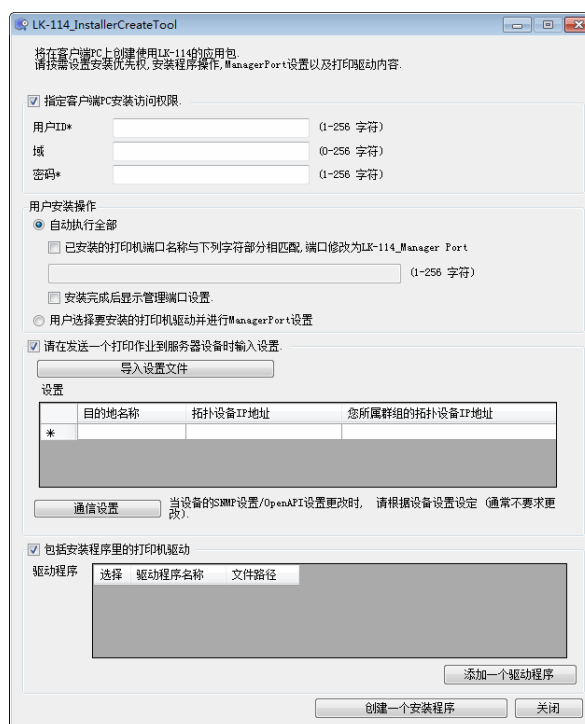 LK-114_InstallerCreateTool
将在客户端PC上创建使用LK-114的应用包.
请按需设置安装优先权,安装程序操作,ManagerPort设置以及打印驱动内容.
指定客户端PC安装访问权限.
用户ID* (1-256 字符)
域 (0-256 字符)
密码* (1-256 字符)
用户安装操作
自动执行全部
已安装的打印机端口名称与下列字符部分相匹配,端口修改为LK-114_Manager Port
(1-256 字符)
安装完成后显示管理端口设置.
用户选择要安装的打印机驱动并进行ManagerPort设置
请在发送一个打印作业到服务器设备时输入设置.
导入设置文件
设置
目的地名称 拓扑设备IP地址 您所属群组的拓扑设备IP地址
*
通信设置 当设备的SNMP设置/OpenAPI设置更改时, 请根据设备设置设定 (通常不要求更
改).
包括安装程序里的打印机驱动
驱动程序 选择 驱动程序名称 文件路径
添加一个驱动程序
创建一个安装程序 关闭